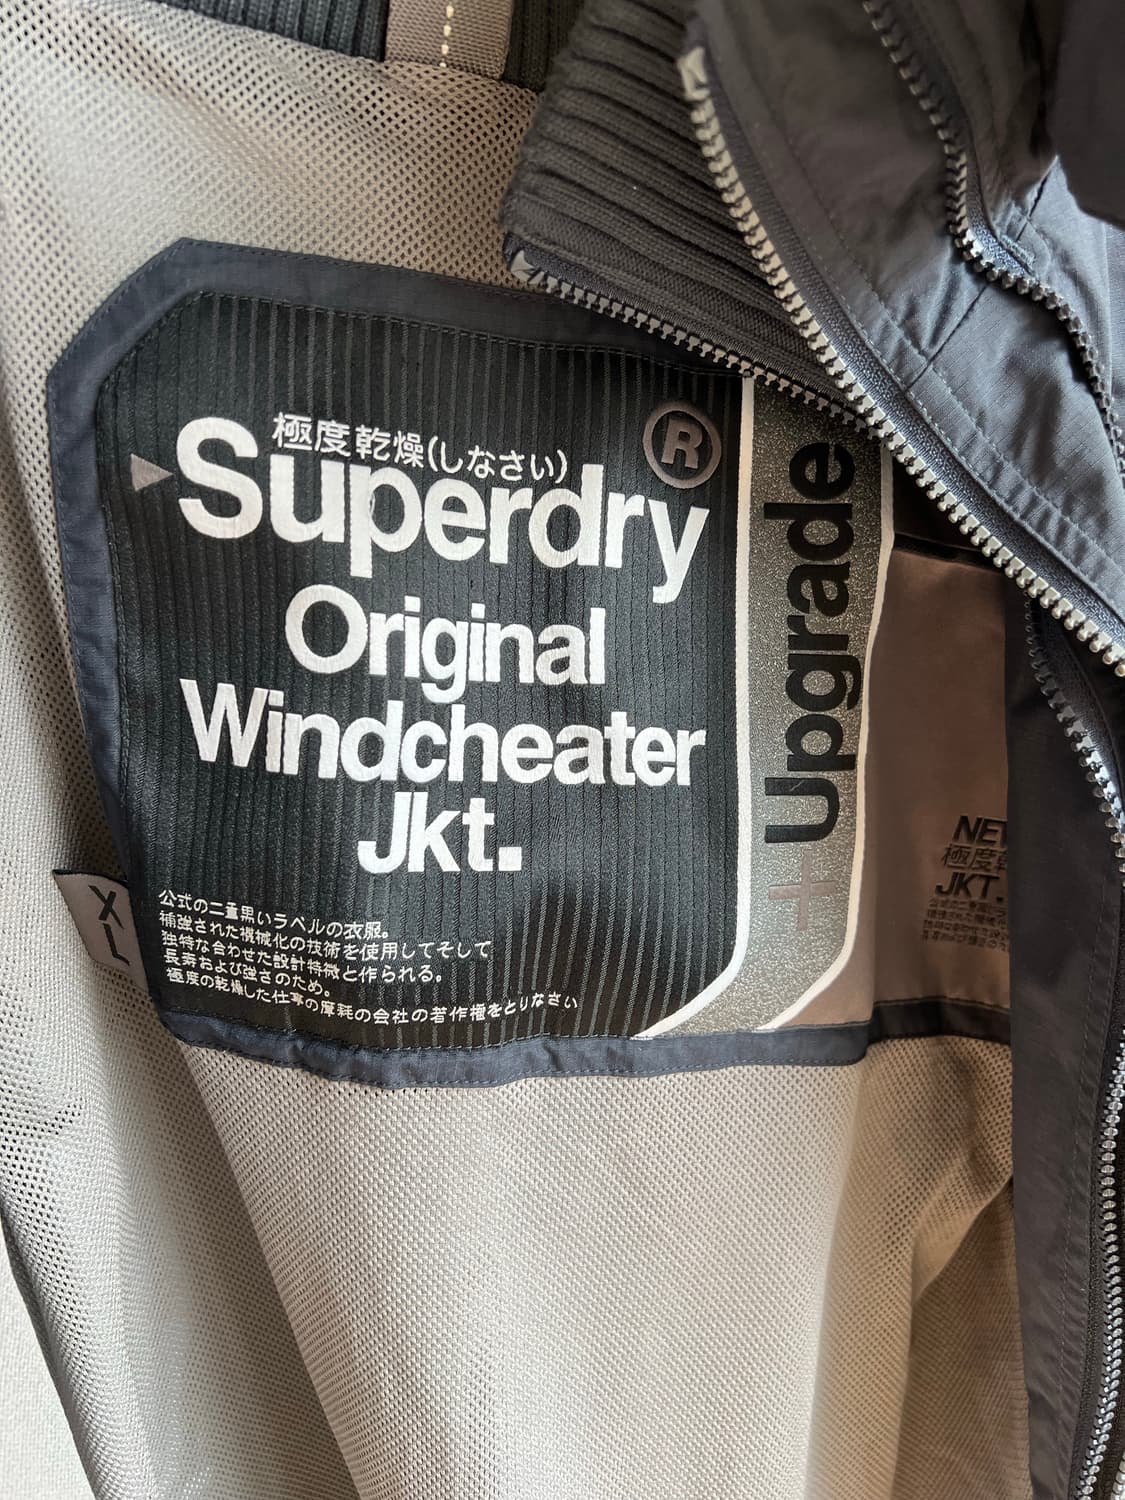 極度乾燥(しなさい)
Superdry ®
Original
Windcheater
Jkt.
公式の二重黒いラベルの衣服。
補強された機械化の技術を使用してそして
独特な合わせた設計特徴と作られる。
長寿および強さのため。
極度の乾燥した仕事の摩耗の会社の著作権をとりなさい
+Upgrade
X
L
NEW
極度
JKT.